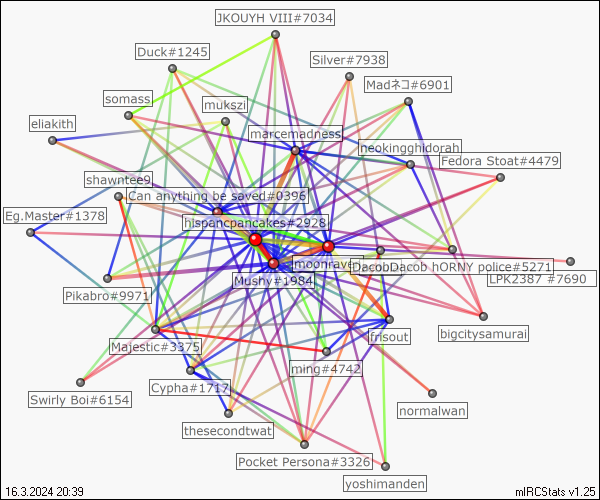 JKOUYH VIII#7034
Duck#1245
Silver#7938
Madネコ#6901
somass
mukszi
eliakith
marcemadness
neokingghidorah
Fedora Stoat#4479
shawntee9
Can anything be saved#0396
Eg.Master#1378
hispancpancakes#2928
moonrave
DacobDacob
hORNY police#5271
LPK2387 #7690
Mushy#1984
Pikabro#9971
bigcitysamurai
frisout
Majestic#3375
ming#4742
Cypha#1717
Swirly Boi#6154
normalwan
thesecondtwat
Pocket Persona#3326
yoshimanden
16.3.2024 20:39
mIRCStats v1.25